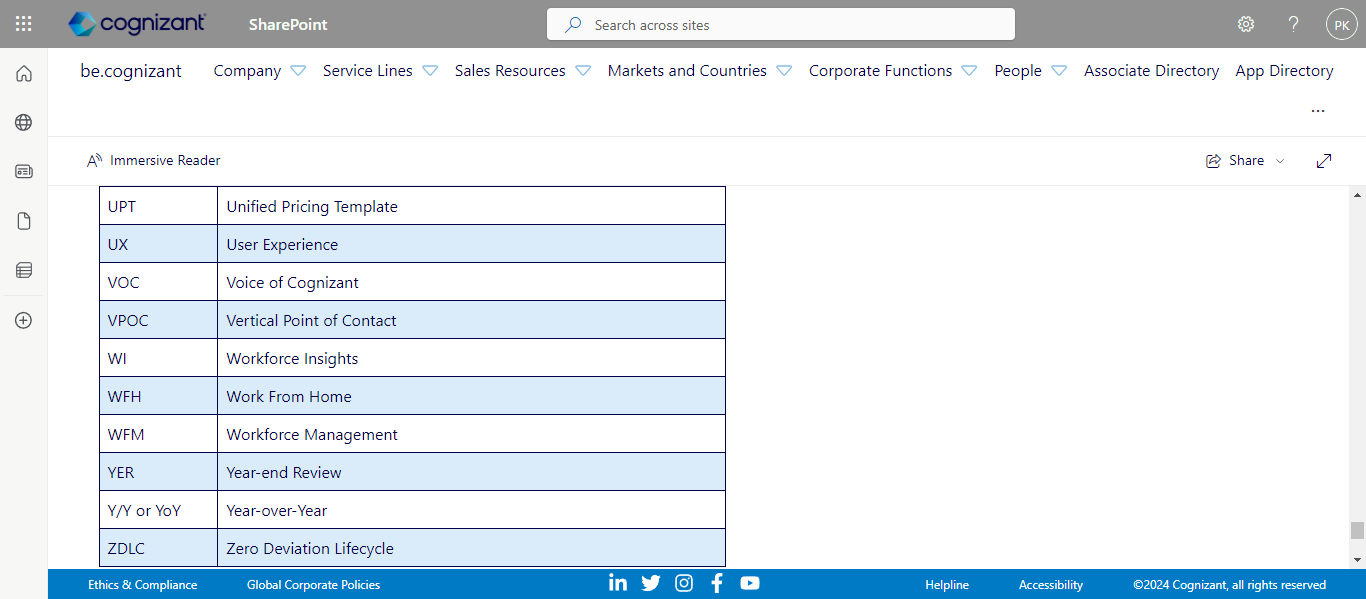 cognizant SharePoint Search across sites ? PK
be.cognizant Company Service Lines Sales Resources Markets and Countries Corporate Functions People Associate Directory App Directory
...
Immersive Reader Share
UPT Unified Pricing Template
UX User Experience
VOC Voice of Cognizant
VPOC Vertical Point of Contact
WI Workforce Insights
WFH Work From Home
WFM Workforce Management
YER Year-end Review
Y/Y or YoY Year-over-Year
ZDLC Zero Deviation Lifecycle
Ethics & Compliance Global Corporate Policies Helpline Accessibility ©2024 Cognizant, all rights reserved